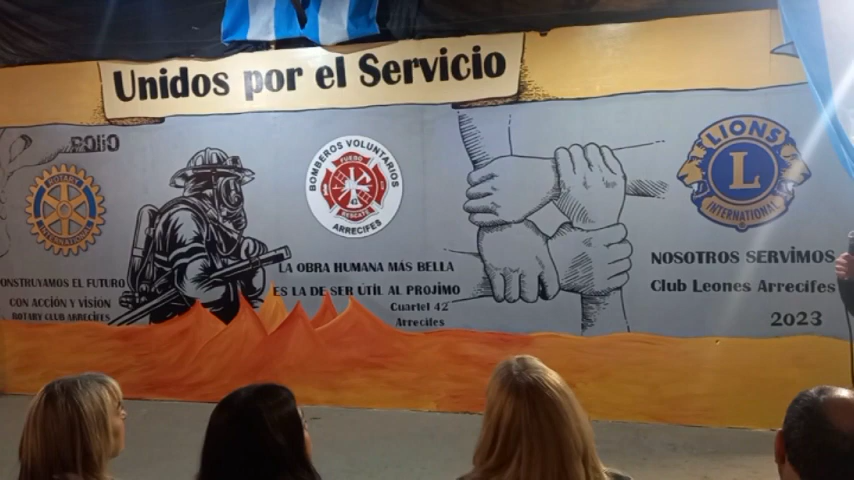 Unidos por el Servicio
POLIO
ROTARY
INTERNATIONAL
CONSTRUYAMOS EL FUTURO
CON ACCIÓN Y VISIÓN
ROTARY CLUB ARRECIFES
BOMBEROS VOLUNTARIOS
FUEGO
42
RESCATE
ARRECIFES
LA OBRA HUMANA MÁS BELLA
ES LA DE SER ÚTIL AL PROJIMO
Cuartel 42
Arrecifes
LIONS
L
INTERNATIONAL
NOSOTROS SERVIMOS
Club Leones Arrecifes
2023